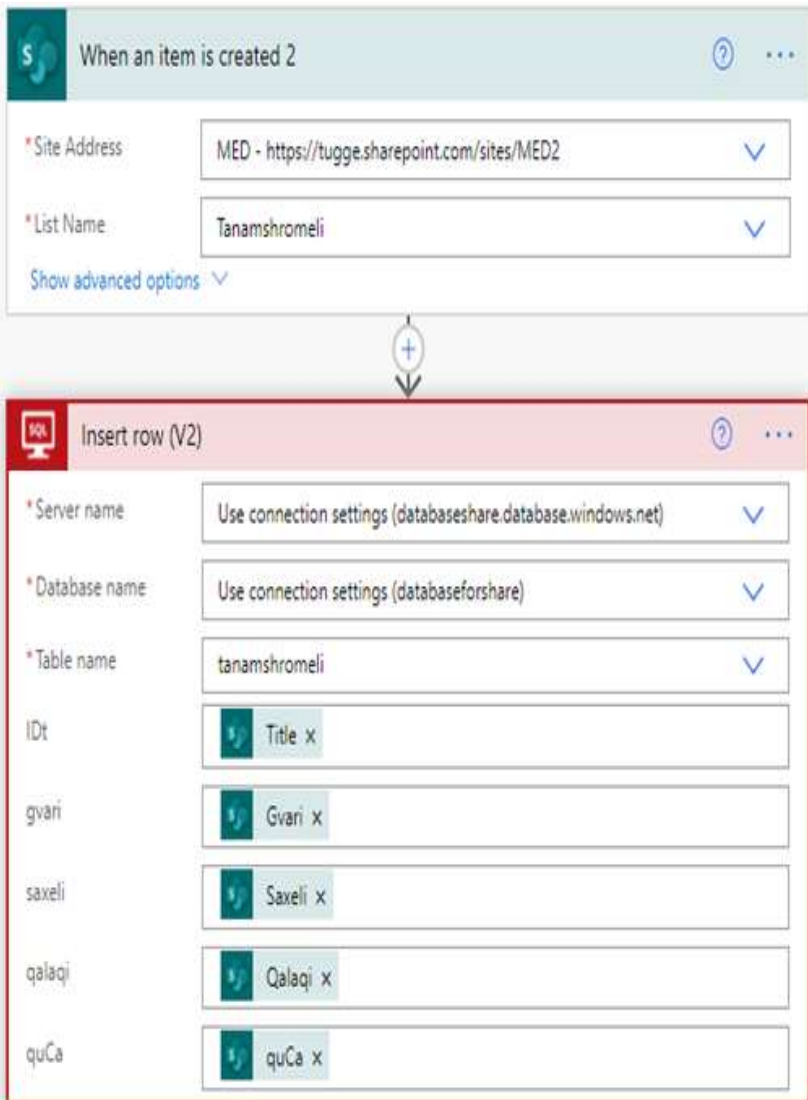 When an item is created 2
* Site Address MED - https://tugge.sharepoint.com/sites/MED2
* List Name Tanamshromeli
Show advanced options
SQL Insert row (V2)
* Server name Use connection settings (databaseshare.database.windows.net)
* Database name Use connection settings (databaseforshare)
* Table name tanamshromeli
IDt Title
gvari Gvari
saxeli Saxeli
qalaqi Qalaqi
quCa quCa